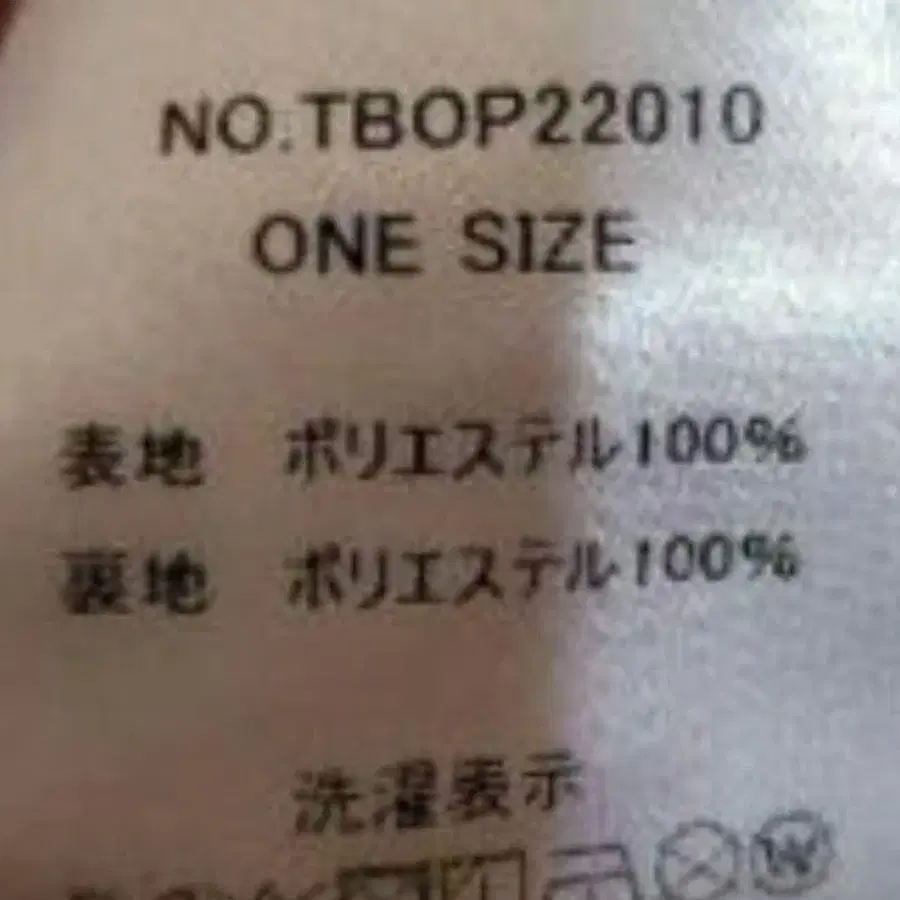 NO.TBOP22010
ONE SIZE
表地 ポリエステル100%
裏地 ポリエステル100%
洗濯表示
W